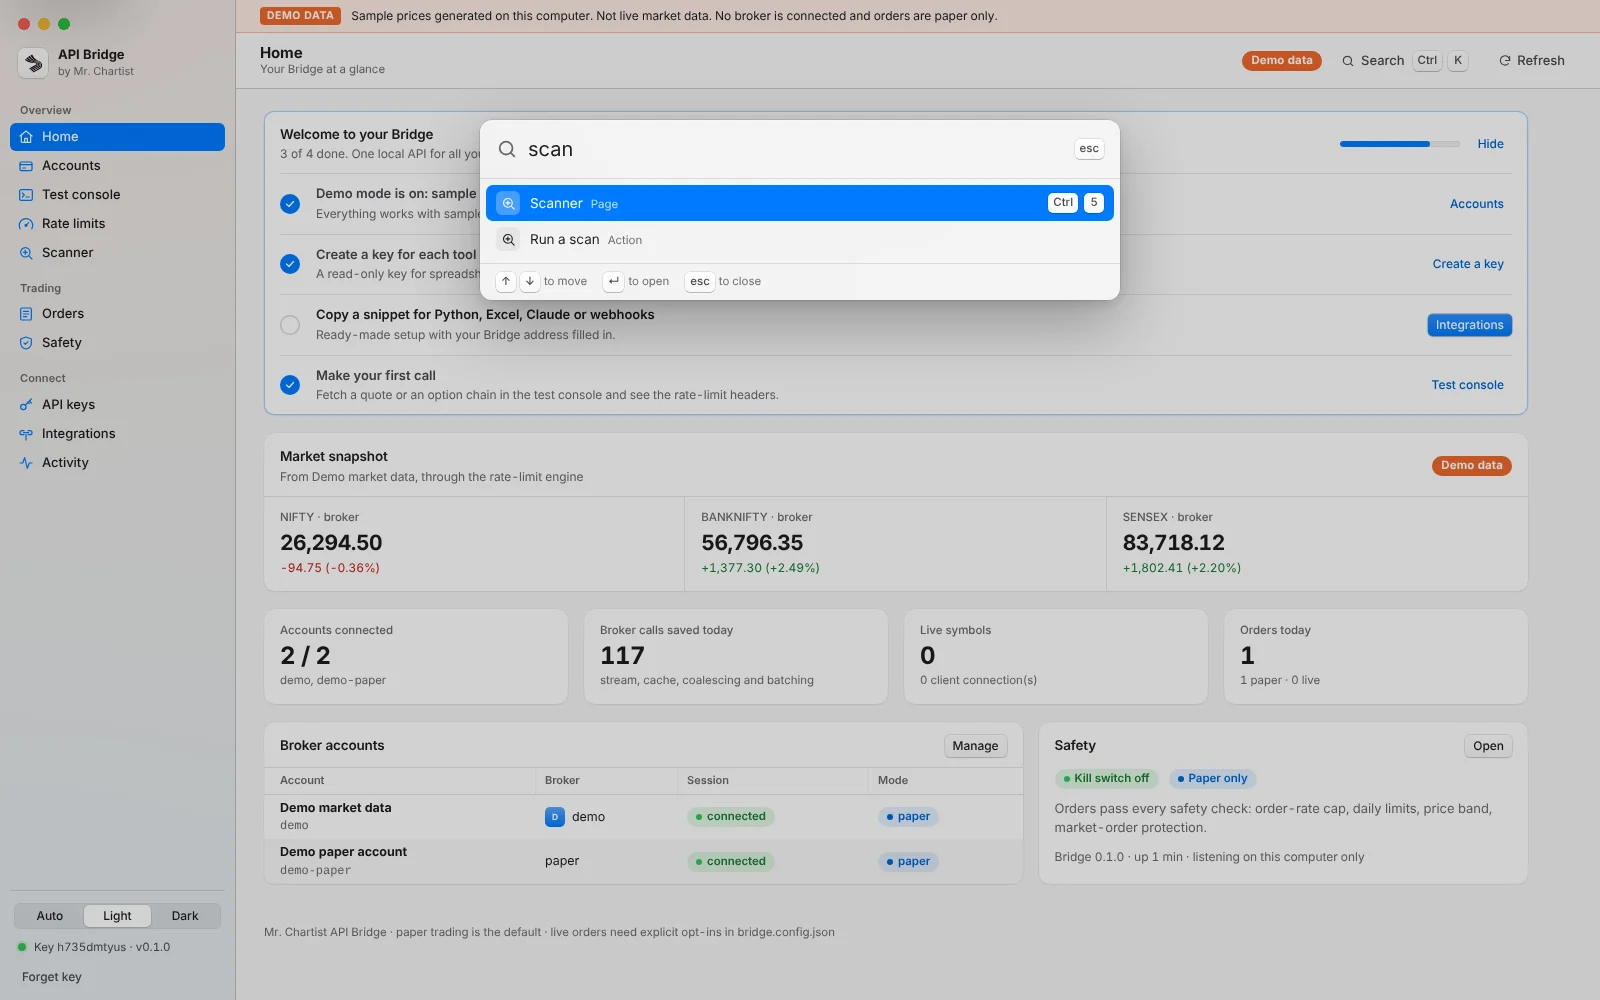 DEMO DATA Sample prices generated on this computer. Not live market data. No broker is connected and orders are paper only.
API Bridge
by Mr. Chartist
Overview
Home
Accounts
Test console
Rate limits
Scanner
Trading
Orders
Safety
Connect
API keys
Integrations
Activity
Auto Light Dark
Key h735dmtyus · v0.1.0
Forget key
Home
Your Bridge at a glance
Demo data Search Ctrl K Refresh
scan esc
Scanner Page Ctrl 5
Run a scan Action
↑ ↓ to move ↵ to open esc to close
Welcome to your Bridge
3 of 4 done. One local API for all you
Hide
Demo mode is on: sample
Everything works with sample
Accounts
Create a key for each tool
A read-only key for spreadsh
Create a key
Copy a snippet for Python, Excel, Claude or webhooks
Ready-made setup with your Bridge address filled in.
Integrations
Make your first call
Fetch a quote or an option chain in the test console and see the rate-limit headers.
Test console
Market snapshot
From Demo market data, through the rate-limit engine
Demo data
NIFTY · broker
26,294.50
-94.75 (-0.36%)
BANKNIFTY · broker
56,796.35
+1,377.30 (+2.49%)
SENSEX · broker
83,718.12
+1,802.41 (+2.20%)
Accounts connected
2 / 2
demo, demo-paper
Broker calls saved today
117
stream, cache, coalescing and batching
Live symbols
0
0 client connection(s)
Orders today
1
1 paper · 0 live
Broker accounts Manage
Account Broker Session Mode
Demo market data
demo
D demo connected paper
Demo paper account
demo-paper
paper connected paper
Safety Open
Kill switch off Paper only
Orders pass every safety check: order-rate cap, daily limits, price band,
market-order protection.
Bridge 0.1.0 · up 1 min · listening on this computer only
Mr. Chartist API Bridge · paper trading is the default · live orders need explicit opt-ins in bridge.config.json